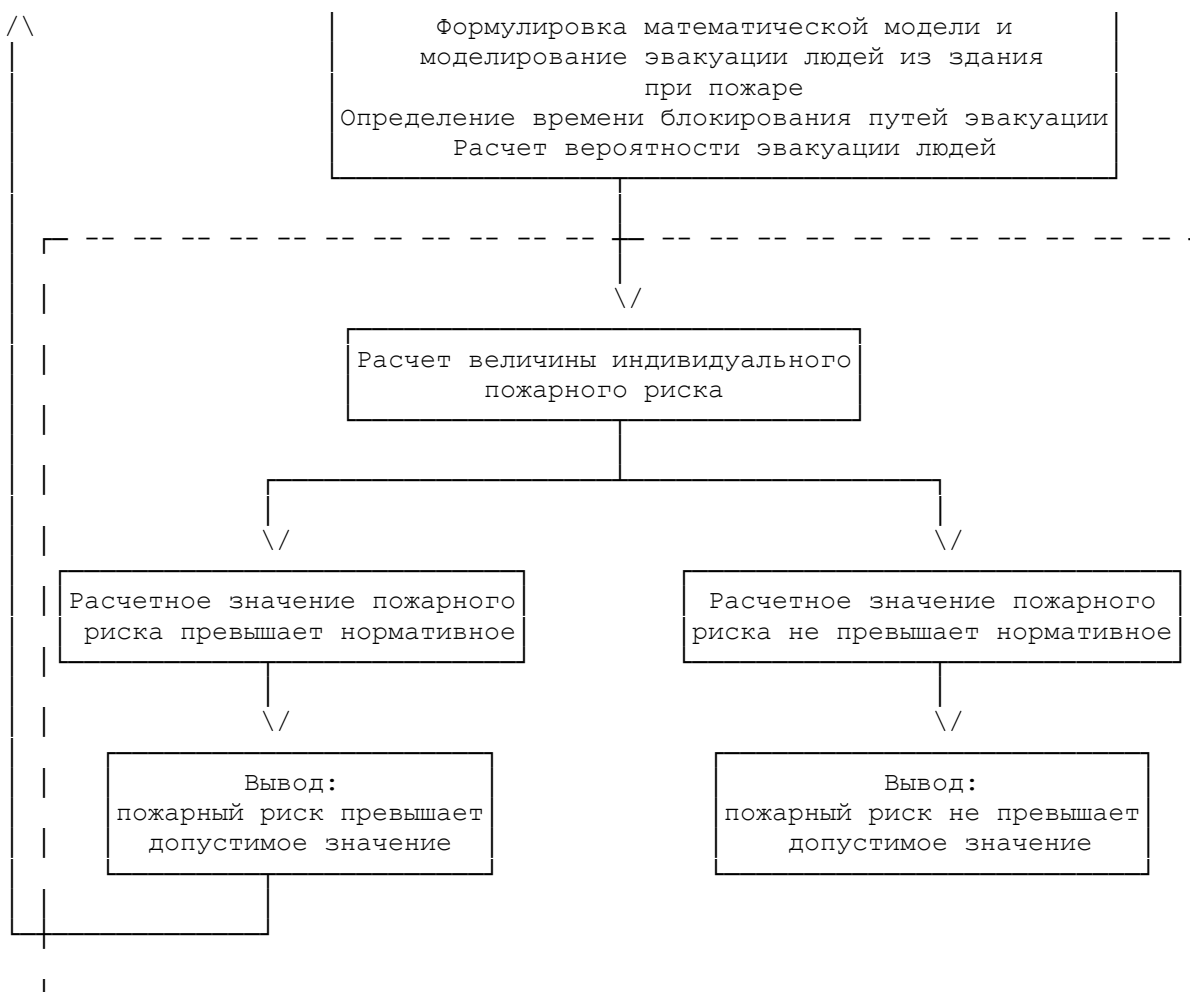 Формулировка математической модели и
моделирование эвакуации людей из здания
при пожаре
Определение времени блокирования путей эвакуации
Расчет вероятности эвакуации людей
Расчет величины индивидуального
пожарного риска
Расчетное значение пожарного
риска превышает нормативное
Расчетное значение пожарного
риска не превышает нормативное
Вывод:
пожарный риск превышает
допустимое значение
Вывод:
пожарный риск не превышает
допустимое значение